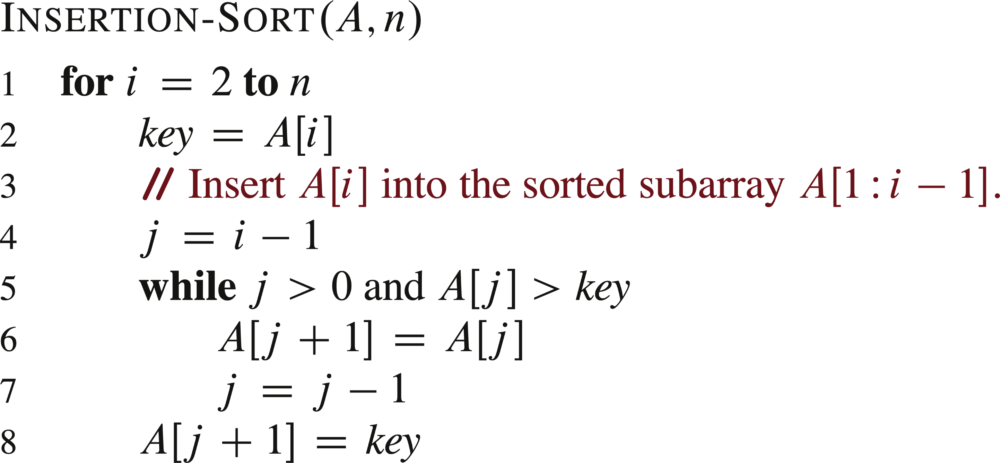 INSERTION-SORT(A, n)
1 for i = 2 to n
2 key = A[i]
3 // Insert A[i] into the sorted subarray A[1 : i − 1].
4 j = i − 1
5 while j > 0 and A[j] > key
6 A[j + 1] = A[j]
7 j = j − 1
8 A[j + 1] = key